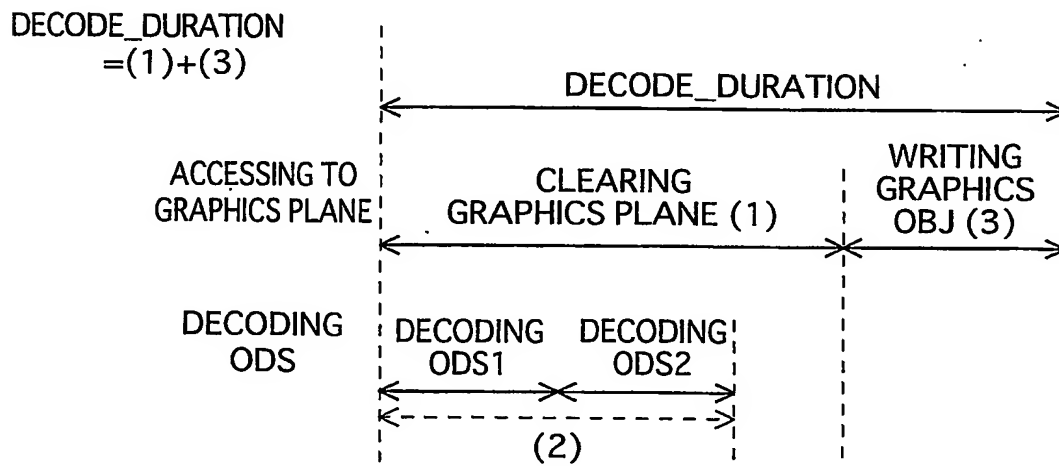 DECODE_DURATION
=(1)+(3)
DECODE_DURATION
ACCESSING TO
GRAPHICS PLANE
CLEARING
GRAPHICS PLANE (1)
WRITING
GRAPHICS
OBJ (3)
DECODING
ODS
DECODING
ODS1
DECODING
ODS2
(2)